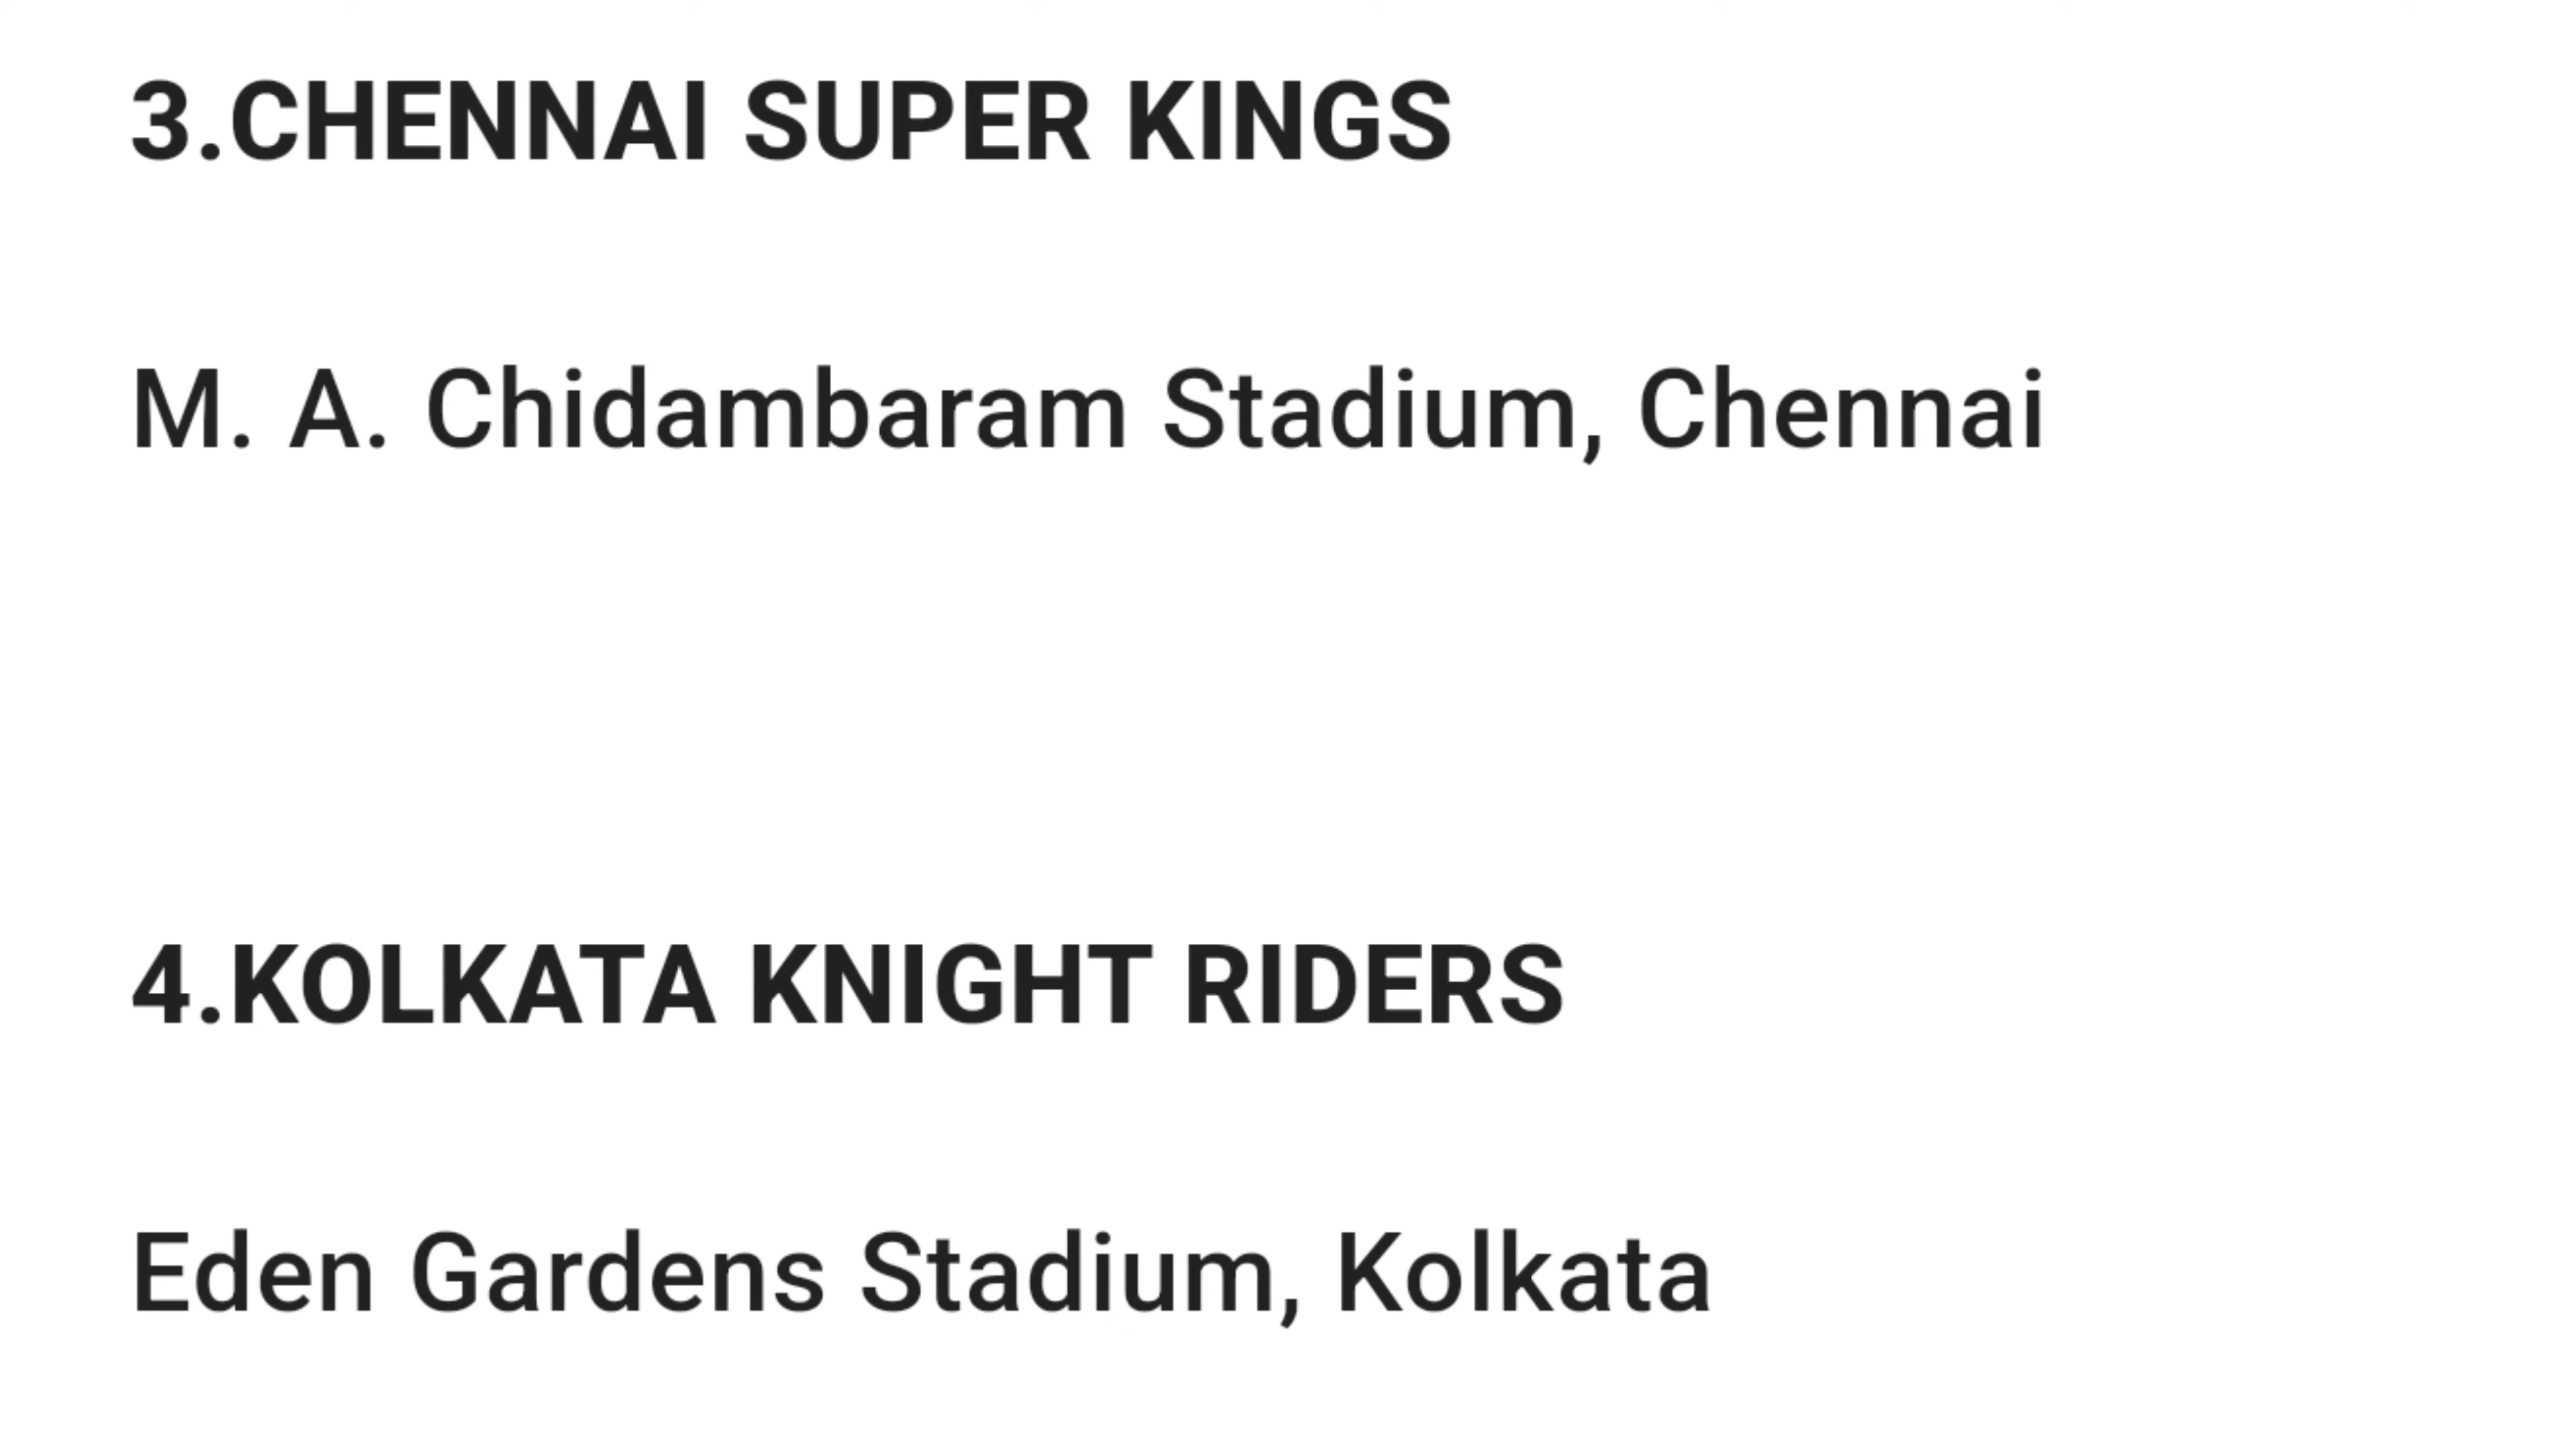 3.CHENNAI SUPER KINGS
M. A. Chidambaram Stadium, Chennai
4.KOLKATA KNIGHT RIDERS
Eden Gardens Stadium, Kolkata